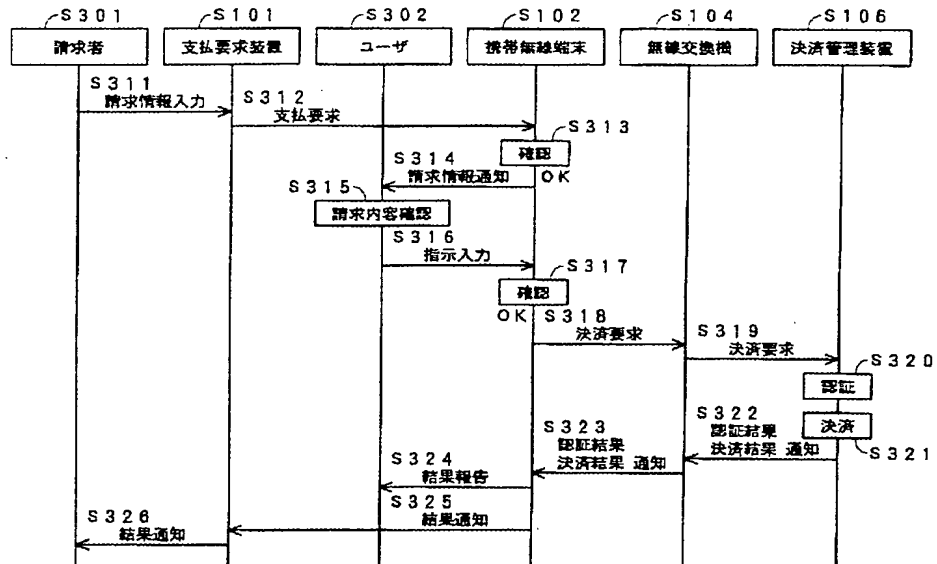 S301 S101 S302 S102 S104 S106
請求者 支払要求装置 ユーザ 携帯無線端末 無線交換機 決済管理装置
S311
請求情報入力
S312
支払要求
S313
確認
OK
S314
請求情報通知
S315
請求内容確認
S316
指示入力
S317
確認
OK
S318
決済要求
S319
決済要求
S320
認証
決済
S321
S322
認証結果
決済結果 通知
S323
認証結果
決済結果 通知
S324
結果報告
S325
結果通知
S326
結果通知